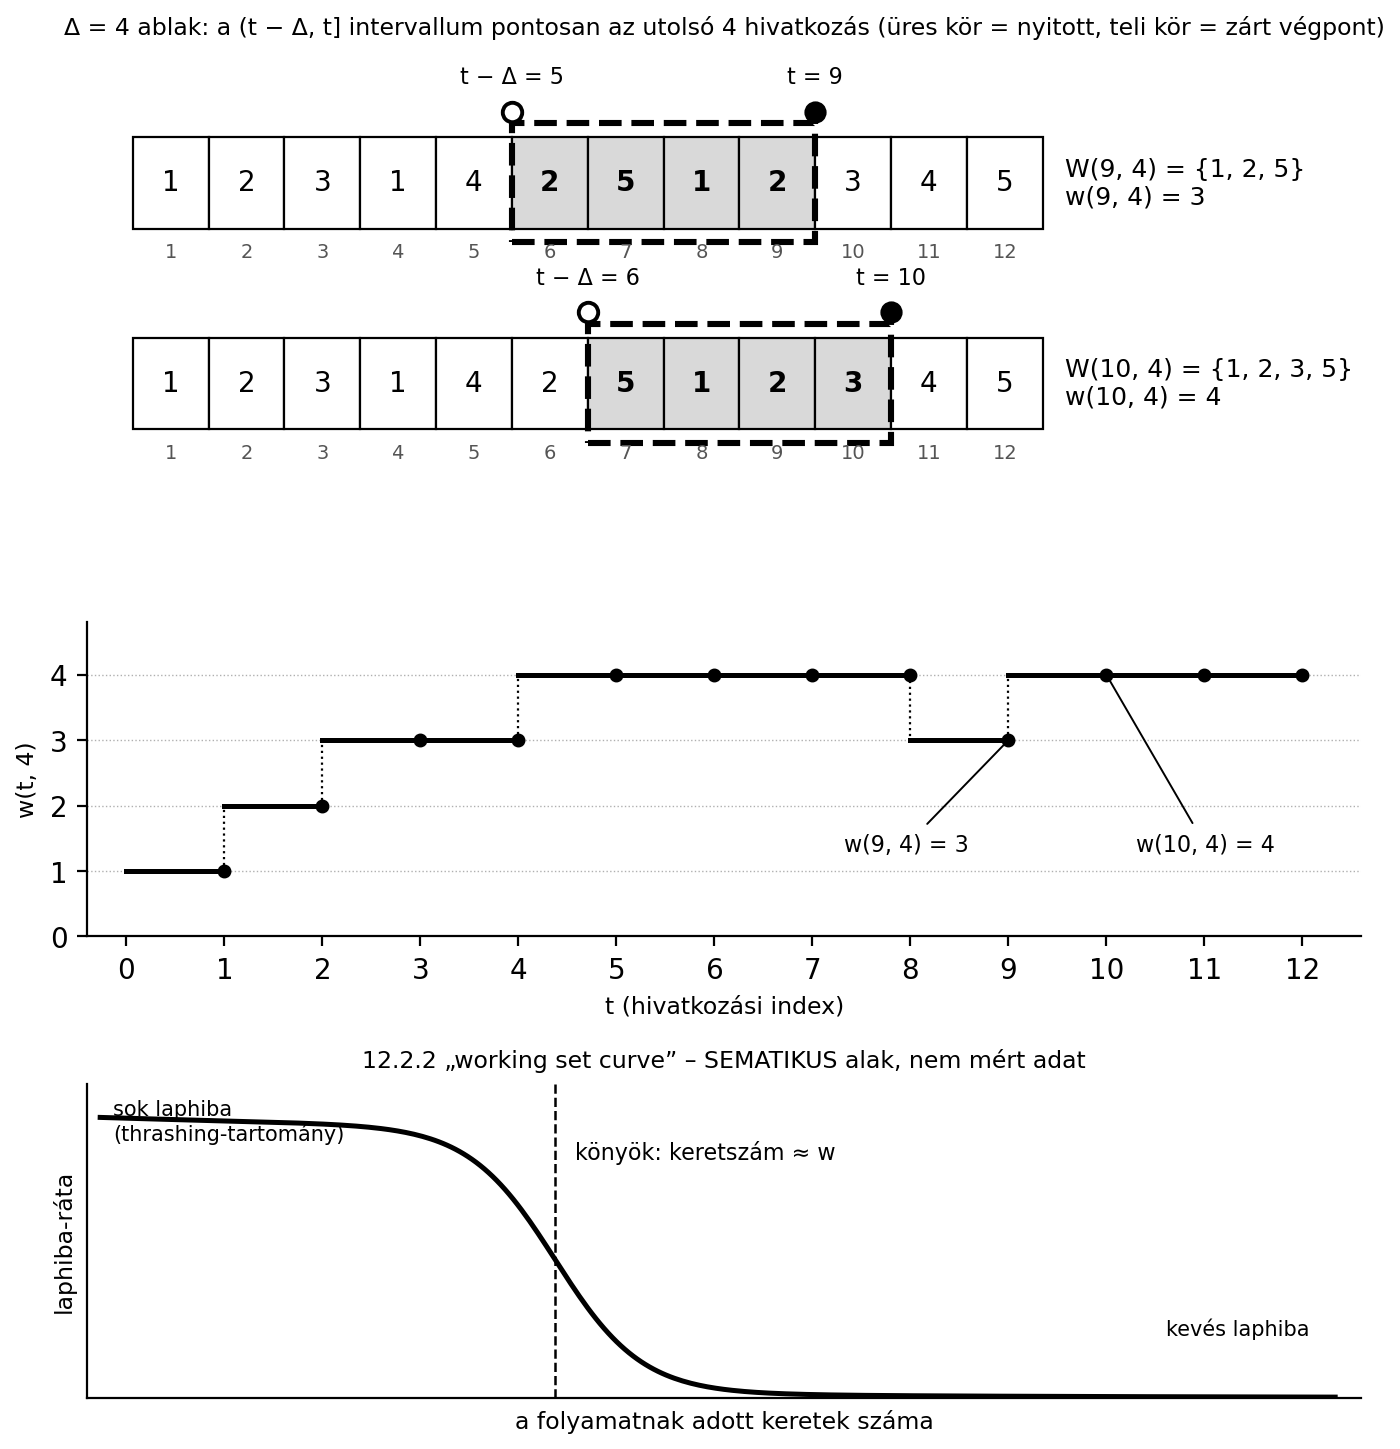 Δ = 4 ablak: a (t − Δ, t] intervallum pontosan az utolsó 4 hivatkozás (üres kör = nyitott, teli kör = zárt végpont)
t − Δ = 5 t = 9
1 2 3 1 4 2 5 1 2 3 4 5
W(9, 4) = {1, 2, 5}
w(9, 4) = 3
1 2 3 4 5 6 7 8 9 10 11 12
t − Δ = 6 t = 10
1 2 3 1 4 2 5 1 2 3 4 5
W(10, 4) = {1, 2, 3, 5}
w(10, 4) = 4
1 2 3 4 5 6 7 8 9 10 11 12
w(t, 4)
4
3
2
1
0
w(9, 4) = 3
w(10, 4) = 4
0 1 2 3 4 5 6 7 8 9 10 11 12
t (hivatkozási index)
12.2.2 „working set curve” – SEMATIKUS alak, nem mért adat
sok laphiba
(thrashing-tartomány)
könyök: keretszám ≈ w
laphiba-ráta
kevés laphiba
a folyamatnak adott keretek száma